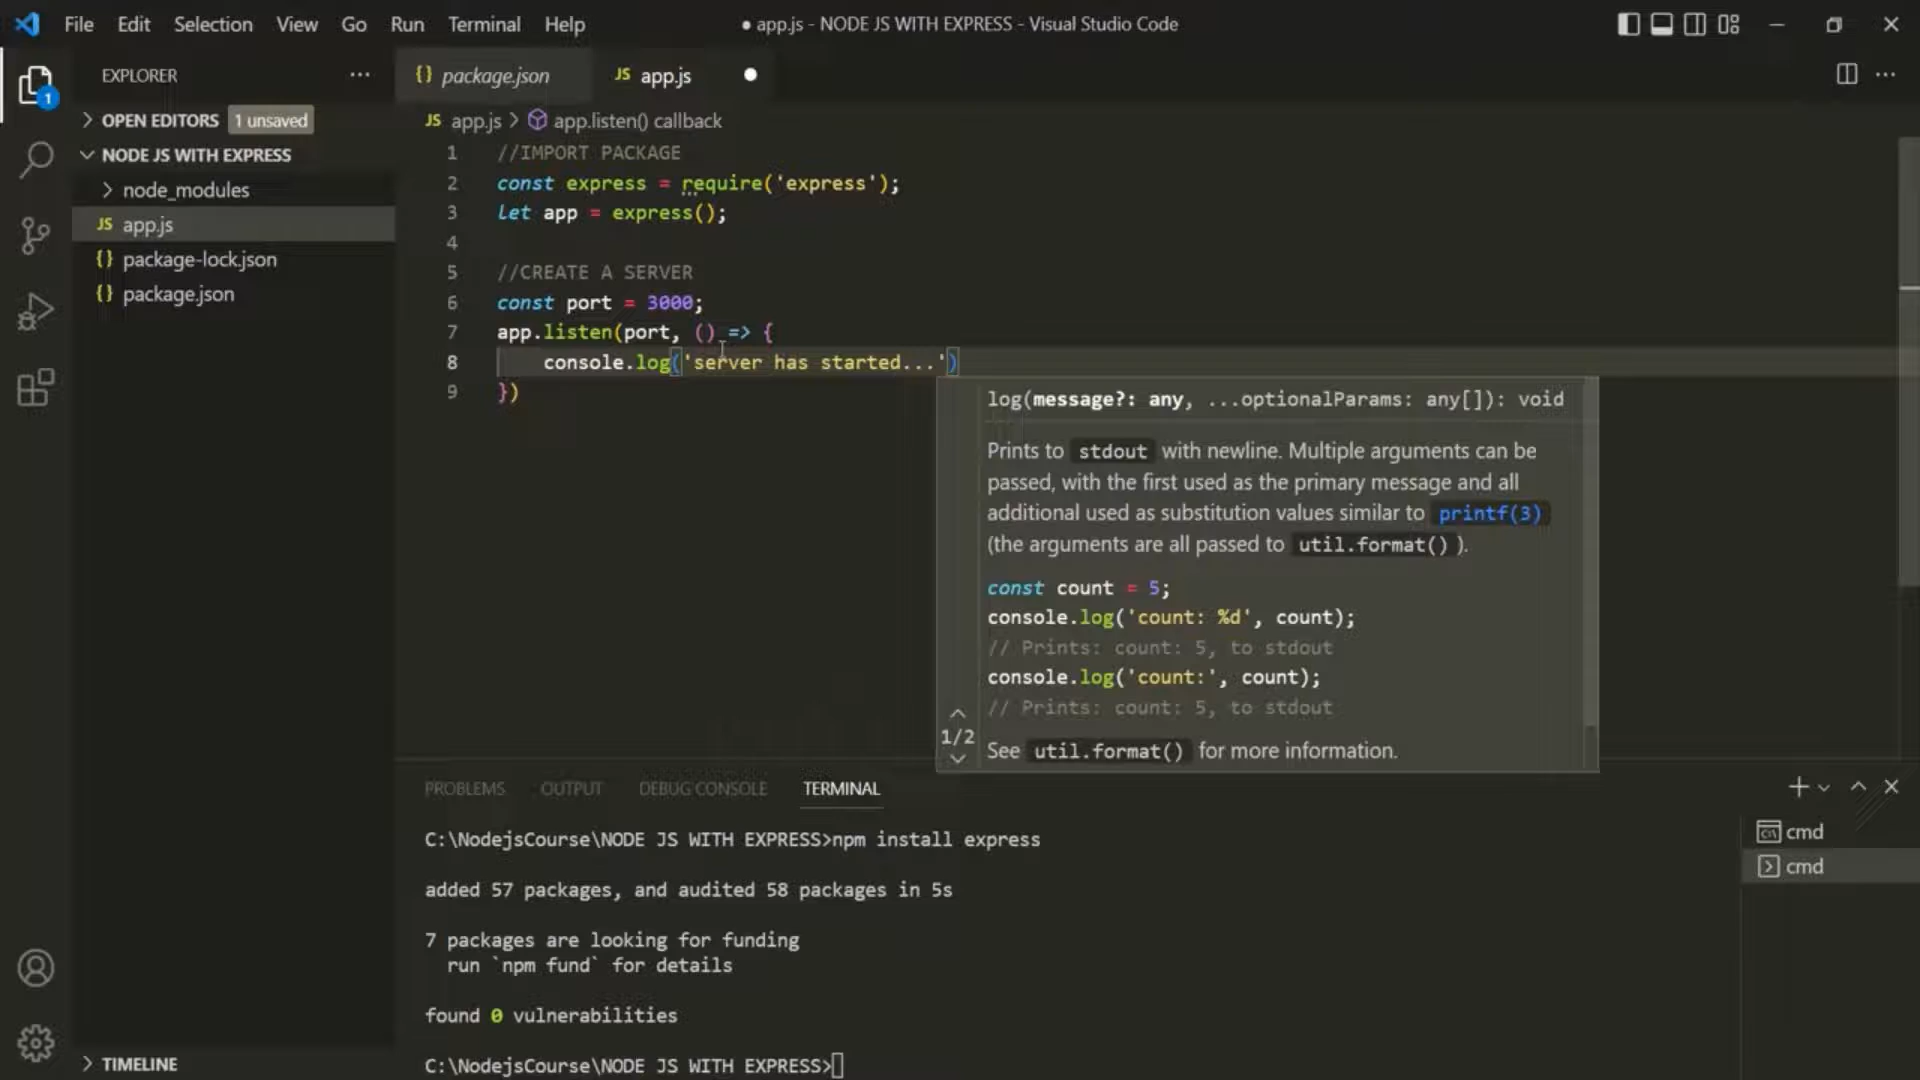 File Edit Selection View Go Run Terminal Help
● app.js - NODE JS WITH EXPRESS - Visual Studio Code
EXPLORER
1
OPEN EDITORS 1 unsaved
NODE JS WITH EXPRESS
node_modules
JS app.js
{} package-lock.json
{} package.json
TIMELINE
{} package.json
JS app.js
JS app.js > app.listen() callback
1 //IMPORT PACKAGE
2 const express = require('express');
3 let app = express();
4
5 //CREATE A SERVER
6 const port = 3000;
7 app.listen(port, () => {
8 console.log('server has started...')
9 })
log(message?: any, ...optionalParams: any[]): void
Prints to stdout with newline. Multiple arguments can be
passed, with the first used as the primary message and all
additional used as substitution values similar to printf(3)
(the arguments are all passed to util.format() ).
const count = 5;
console.log('count: %d', count);
// Prints: count: 5, to stdout
console.log('count:', count);
// Prints: count: 5, to stdout
1/2
See util.format() for more information.
PROBLEMS OUTPUT DEBUG CONSOLE TERMINAL
C:\NodejsCourse\NODE JS WITH EXPRESS>npm install express
added 57 packages, and audited 58 packages in 5s
7 packages are looking for funding
run `npm fund` for details
found 0 vulnerabilities
C:\NodejsCourse\NODE JS WITH EXPRESS>
cmd
cmd